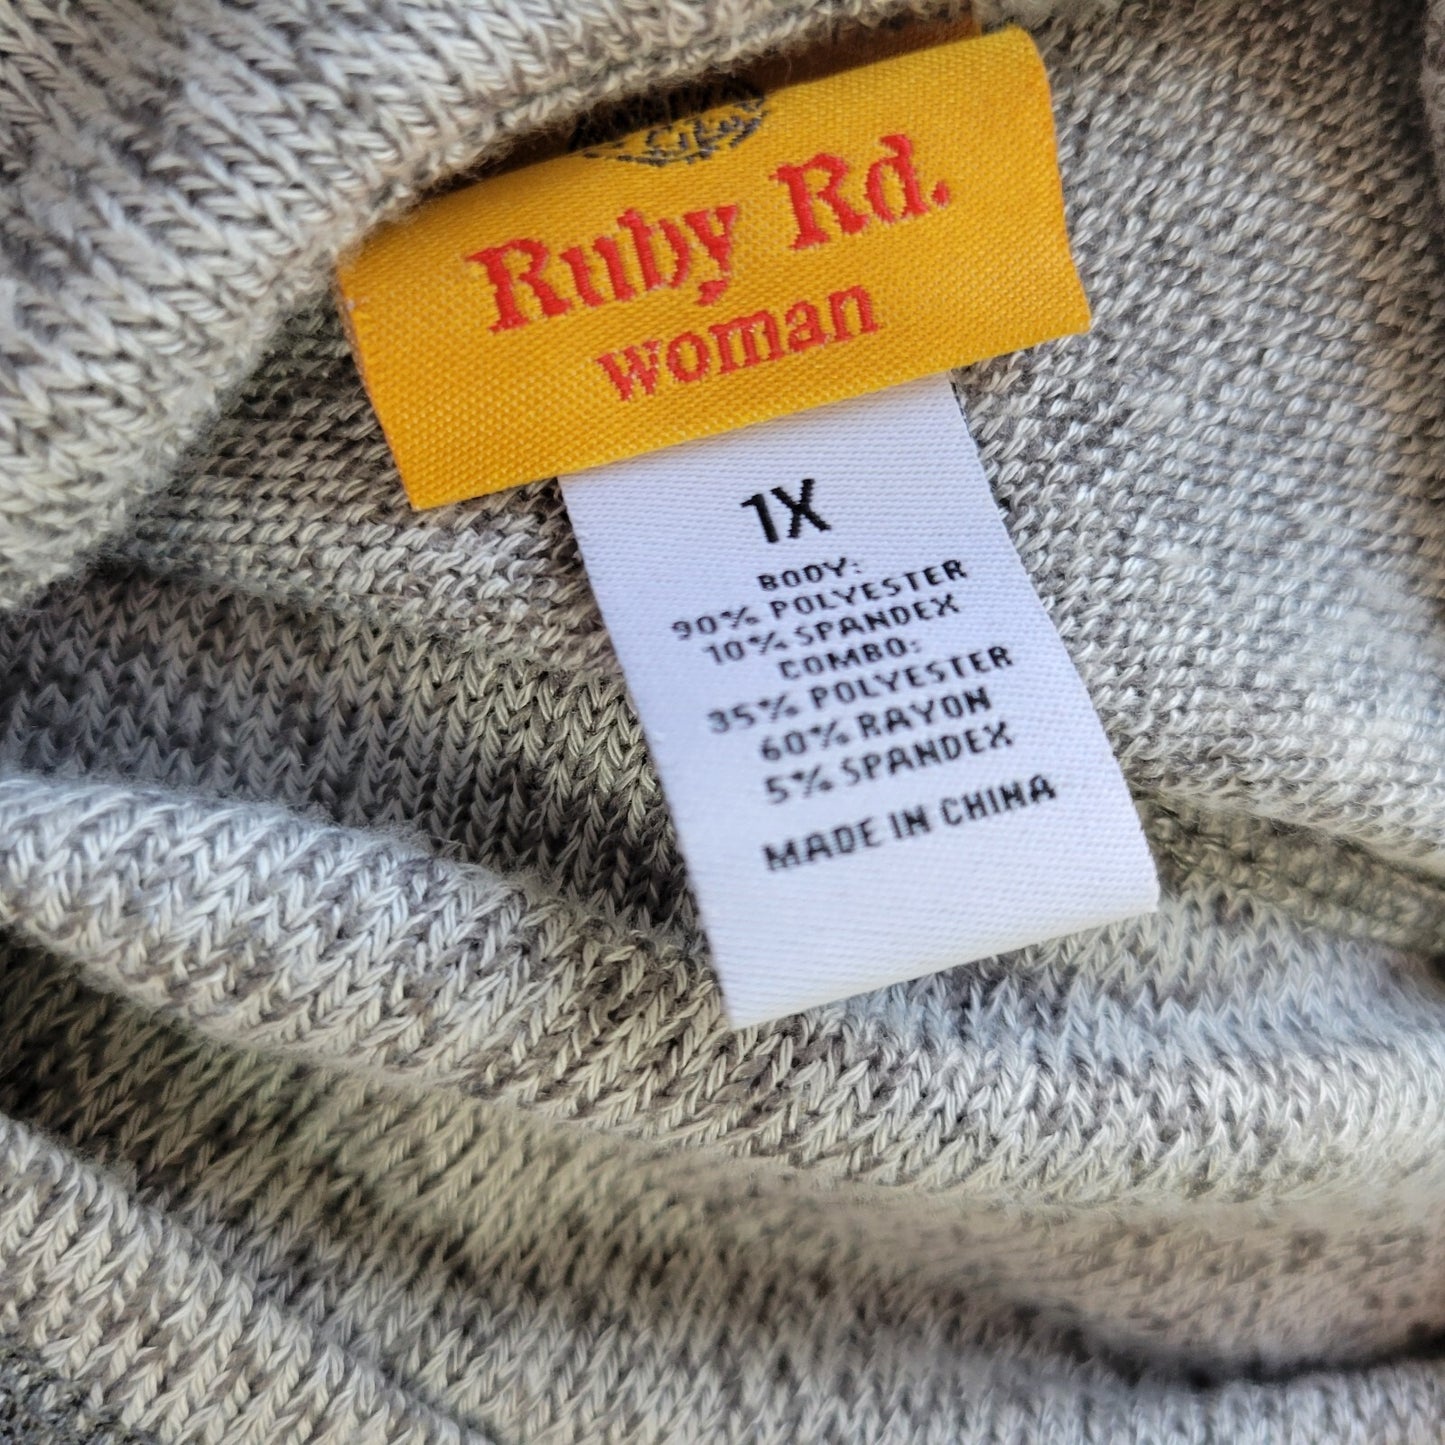 Ruby Rd.
woman
1X
BODY:
90% POLYESTER
10% SPANDEX
COMBO:
35% POLYESTER
60% RAYON
5% SPANDEX
MADE IN CHINA